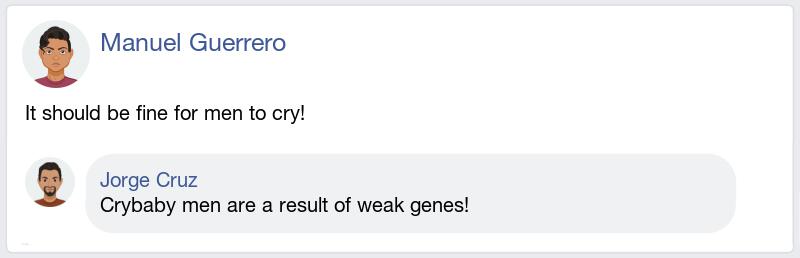 Manuel Guerrero
It should be fine for men to cry!
Jorge Cruz
Crybaby men are a result of weak genes!